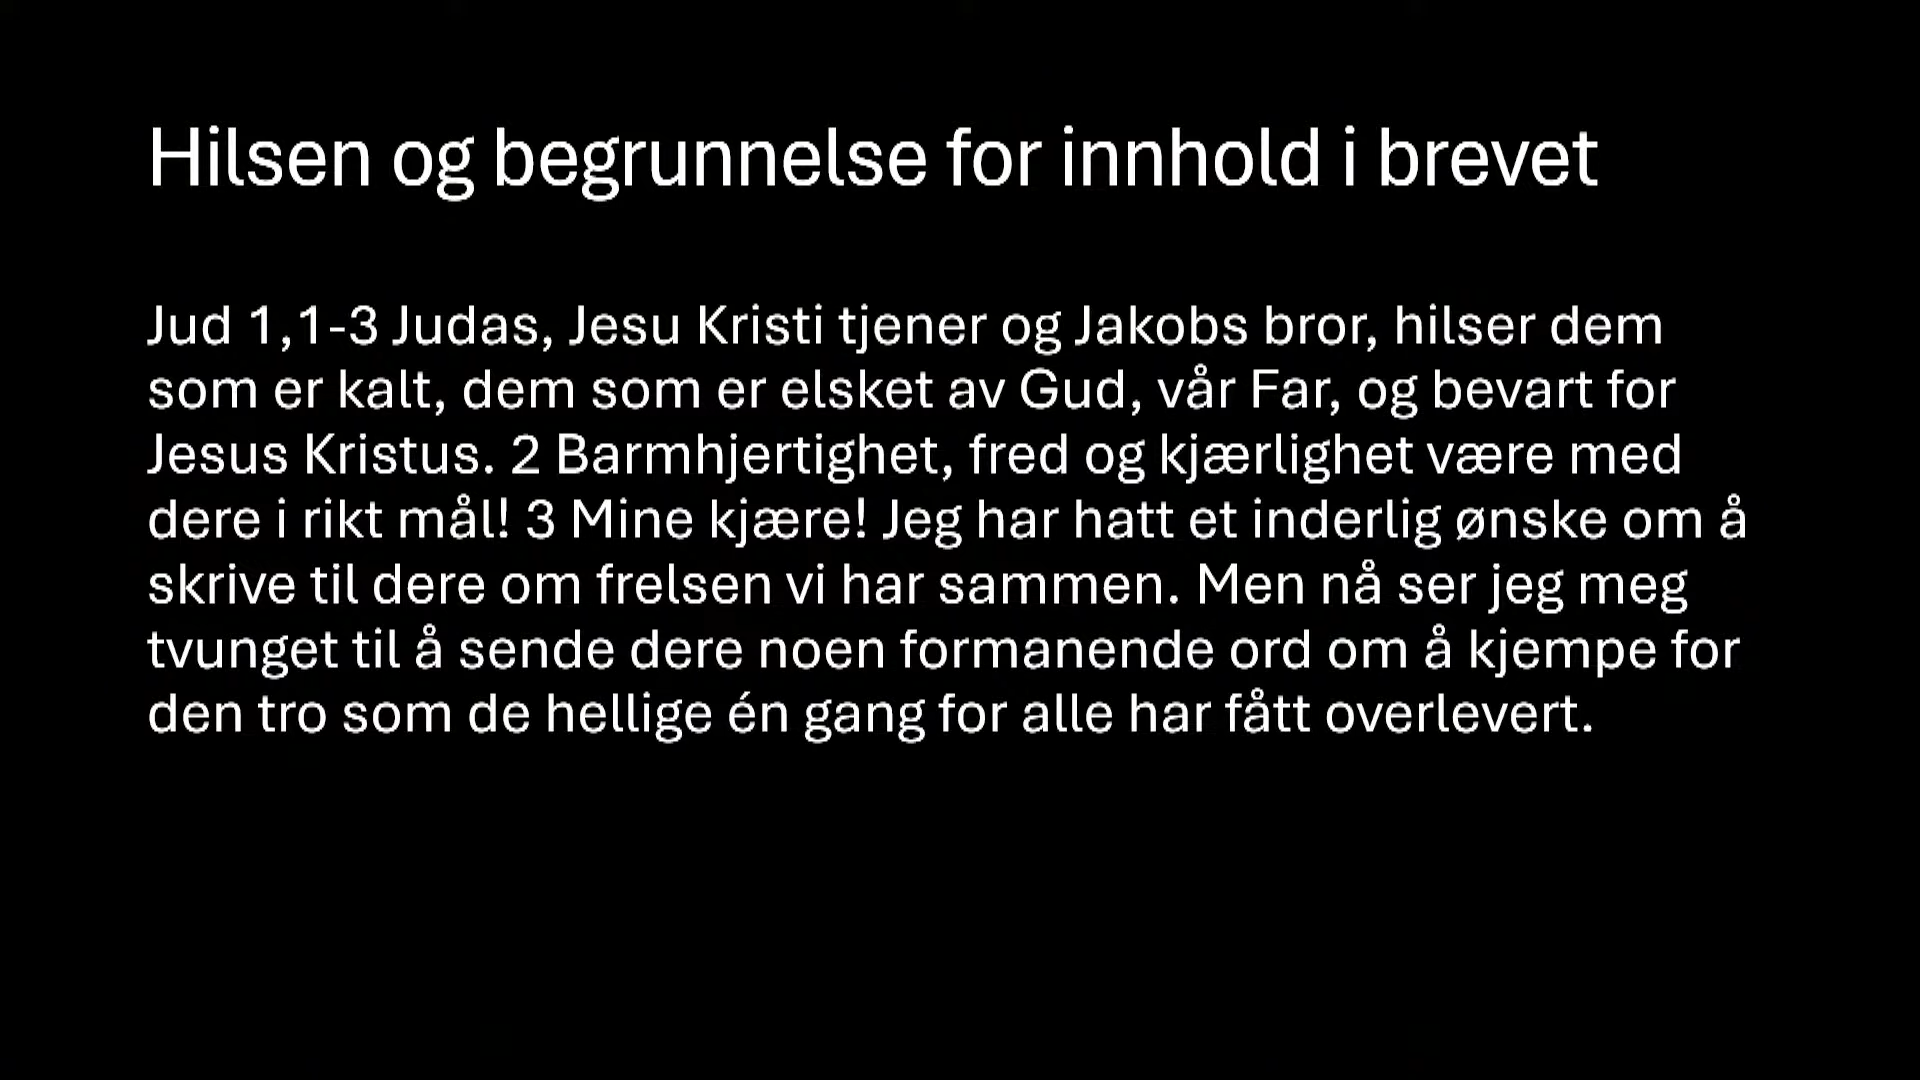 Hilsen og begrunnelse for innhold i brevet
Jud 1,1-3 Judas, Jesu Kristi tjener og Jakobs bror, hilser dem
som er kalt, dem som er elsket av Gud, vår Far, og bevart for
Jesus Kristus. 2 Barmhjertighet, fred og kjærlighet være med
dere i rikt mål! 3 Mine kjære! Jeg har hatt et inderlig ønske om å
skrive til dere om frelsen vi har sammen. Men nå ser jeg meg
tvunget til å sende dere noen formanende ord om å kjempe for
den tro som de hellige én gang for alle har fått overlevert.